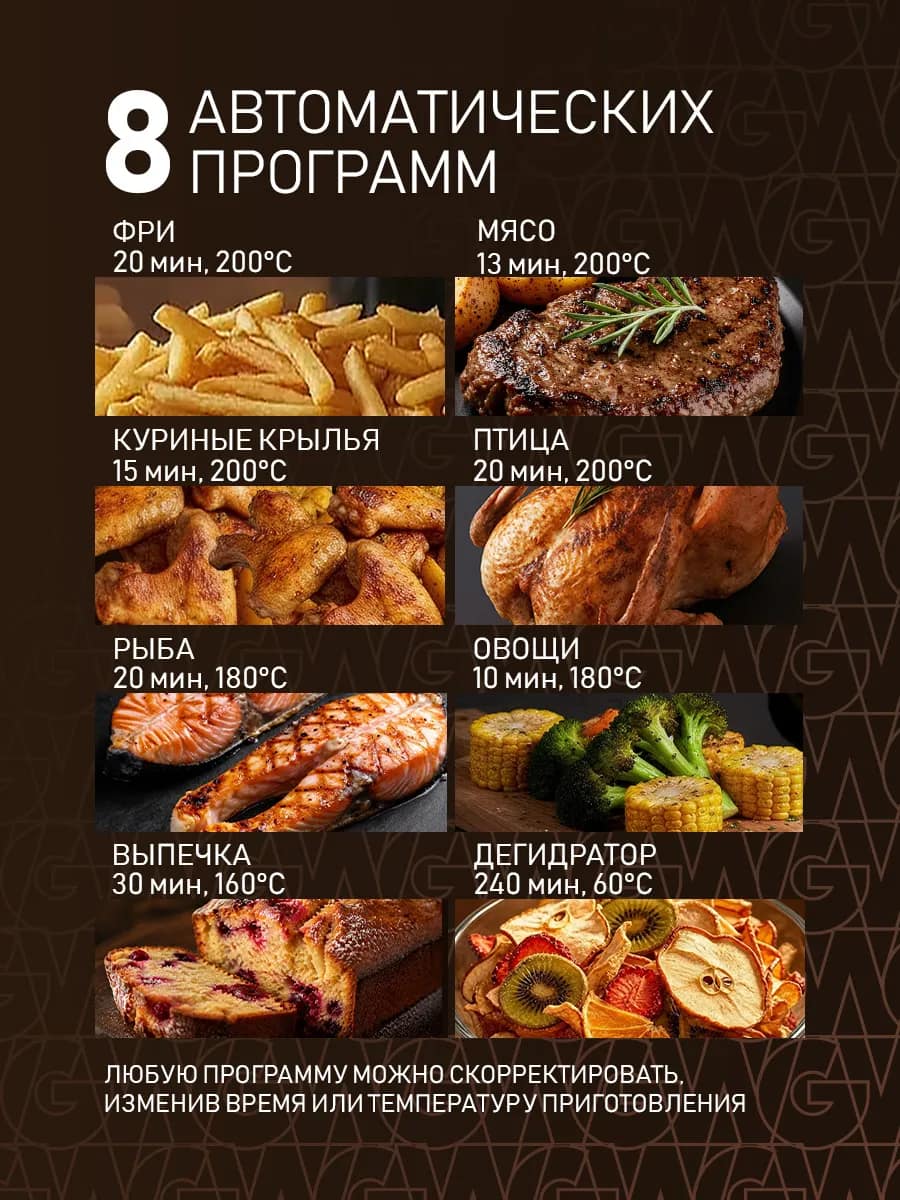 8 АВТОМАТИЧЕСКИХ
ПРОГРАММ
ФРИ
20 мин, 200°C
МЯСО
13 мин, 200°C
КУРИНЫЕ КРЫЛЬЯ
15 мин, 200°C
ПТИЦА
20 мин, 200°C
РЫБА
20 мин, 180°C
ОВОЩИ
10 мин, 180°C
ВЫПЕЧКА
30 мин, 160°C
ДЕГИДРАТОР
240 мин, 60°C
ЛЮБУЮ ПРОГРАММУ МОЖНО СКОРРЕКТИРОВАТЬ,
ИЗМЕНИВ ВРЕМЯ ИЛИ ТЕМПЕРАТУРУ ПРИГОТОВЛЕНИЯ